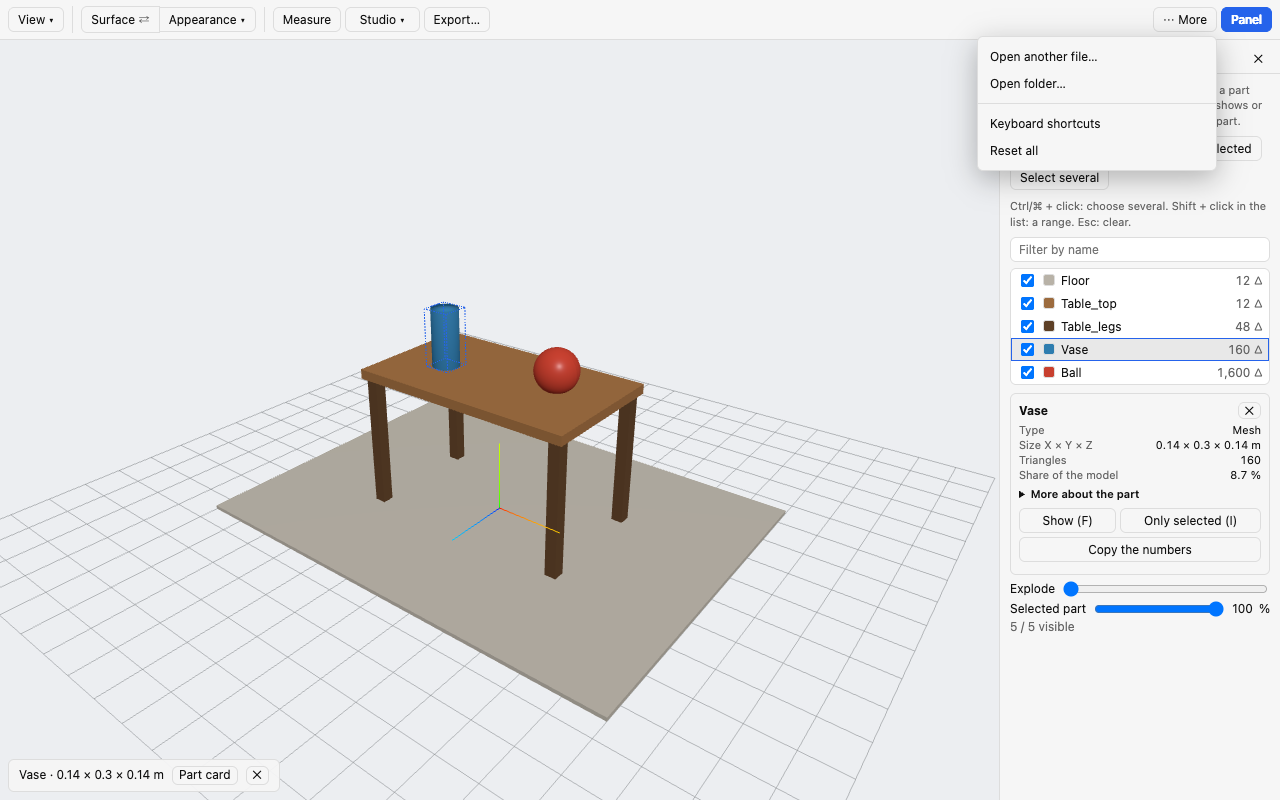 View ▾
Surface ⇄
Appearance ▾
Measure
Studio ▾
Export...
··· More
Panel
Open another file...
Open folder...
Keyboard shortcuts
Reset all
a part
shows or
part.
lected
Select several
Ctrl/⌘ + click: choose several. Shift + click in the
list: a range. Esc: clear.
Filter by name
Floor 12 Δ
Table_top 12 Δ
Table_legs 48 Δ
Vase 160 Δ
Ball 1,600 Δ
Vase
Type Mesh
Size X × Y × Z 0.14 × 0.3 × 0.14 m
Triangles 160
Share of the model 8.7 %
More about the part
Show (F)
Only selected (I)
Copy the numbers
Explode
Selected part 100 %
5 / 5 visible
Vase · 0.14 × 0.3 × 0.14 m
Part card